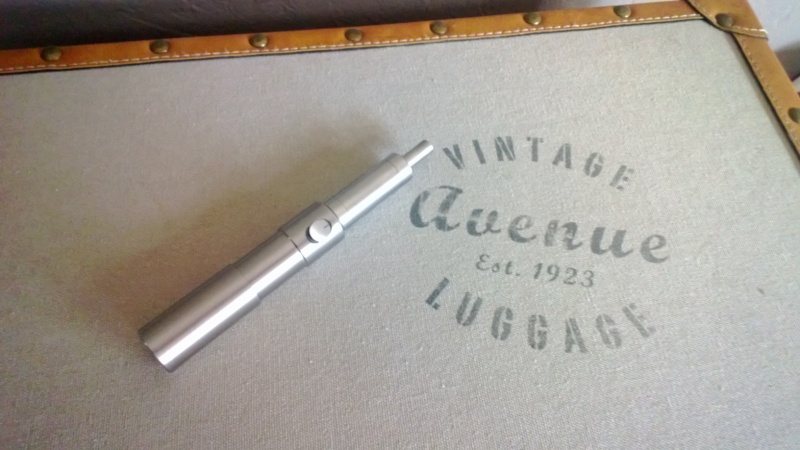 VINTAGE
Avenue
Est. 1923
LUGGAGE